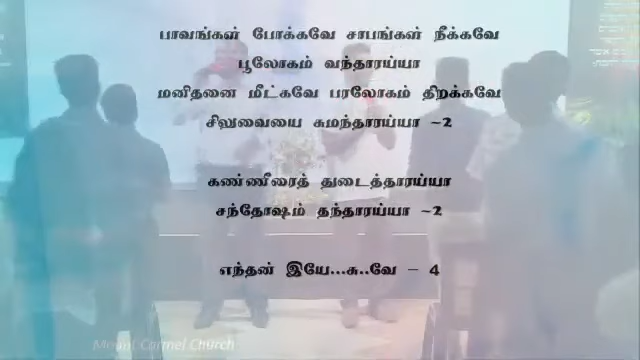 பாவங்கள் போக்கவே சாபங்கள் நீக்கவே
பூலோகம் வந்தாரய்யா
மனிதனை மீட்கவே பரலோகம் திறக்கவே
சிலுவையை சுமந்தாரய்யா ~2
கண்ணீரைத் துடைத்தாரய்யா
சந்தோஷம் தந்தாரய்யா ~2
எந்தன் இயே...சு..வே - 4
Mount Carmel Church